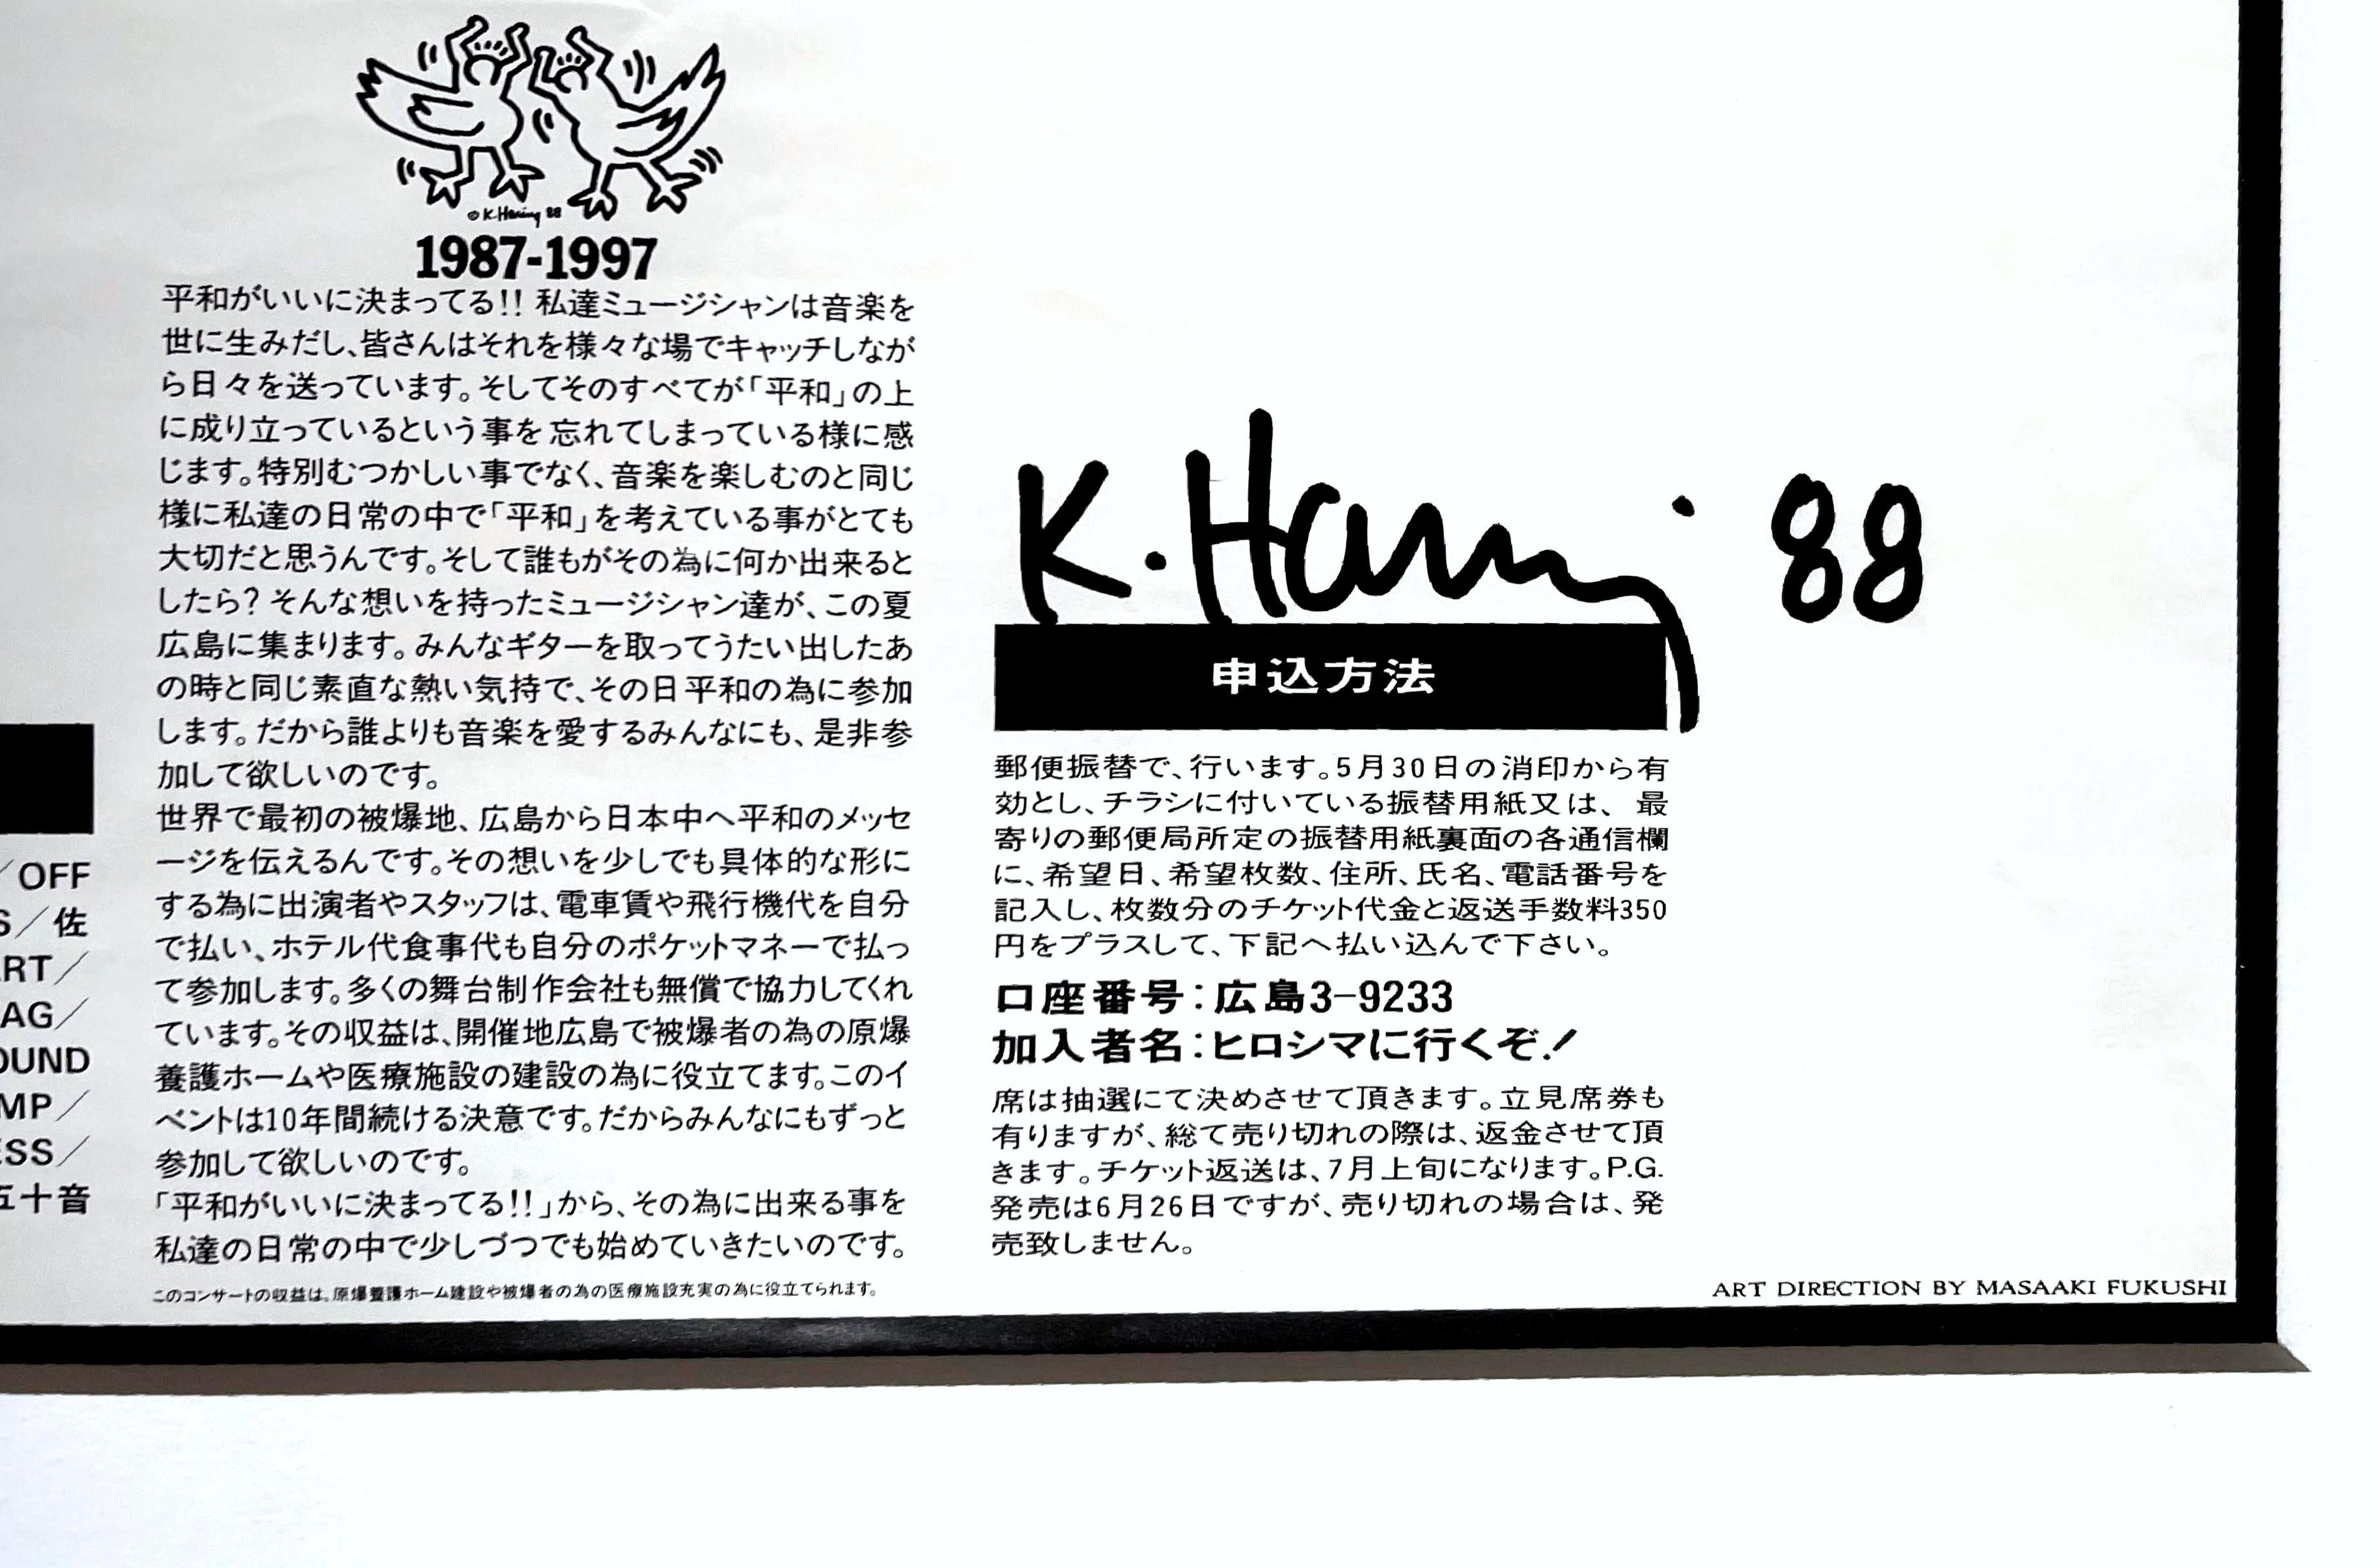 ／OFF
S／佐
ART／
AG／
OUND
MP／
ESS／
五十音
© K.Haring 88
1987-1997
平和がいいに決まってる!! 私達ミュージシャンは音楽を
世に生みだし、皆さんはそれを様々な場でキャッチしなが
ら日々を送っています。そしてそのすべてが「平和」の上
に成り立っているという事を忘れてしまっている様に感
じます。特別むつかしい事でなく、音楽を楽しむのと同じ
様に私達の日常の中で「平和」を考えている事がとても
大切だと思うんです。そして誰もがその為に何か出来ると
したら? そんな想いを持ったミュージシャン達が、この夏
広島に集まります。みんなギターを取ってうたい出したあ
の時と同じ素直な熱い気持で、その日平和の為に参加
します。だから誰よりも音楽を愛するみんなにも、是非参
加して欲しいのです。
世界で最初の被爆地、広島から日本中へ平和のメッセ
ージを伝えるんです。その想いを少しでも具体的な形に
する為に出演者やスタッフは、電車賃や飛行機代を自分
で払い、ホテル代食事代も自分のポケットマネーで払っ
て参加します。多くの舞台制作会社も無償で協力してくれ
ています。その収益は、開催地広島で被爆者の為の原爆
養護ホームや医療施設の建設の為に役立てます。このイ
ベントは10年間続ける決意です。だからみんなにもずっと
参加して欲しいのです。
「平和がいいに決まってる!!」から、その為に出来る事を
私達の日常の中で少しづつでも始めていきたいのです。
このコンサートの収益は、原爆養護ホーム建設や被爆者の為の医療施設充実の為に役立てられます。
K.Haring 88
申込方法
郵便振替で、行います。5月30日の消印から有
効とし、チラシに付いている振替用紙又は、最
寄りの郵便局所定の振替用紙裏面の各通信欄
に、希望日、希望枚数、住所、氏名、電話番号を
記入し、枚数分のチケット代金と返送手数料350
円をプラスして、下記へ払い込んで下さい。
口座番号:広島3-9233
加入者名:ヒロシマに行くぞ!
席は抽選にて決めさせて頂きます。立見席券も
有りますが、総て売り切れの際は、返金させて頂
きます。チケット返送は、7月上旬になります。P.G.
発売は6月26日ですが、売り切れの場合は、発
売致しません。
ART DIRECTION BY MASAAKI FUKUSHI